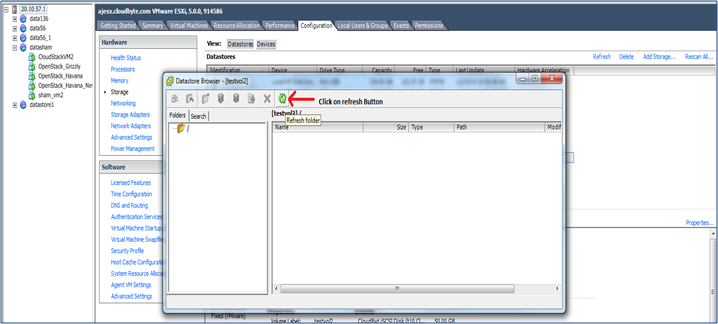 20.10.57.1
data136
data56
data56_1
datasham
CloudStackVM2
OpenStack_Grizzly
OpenStack_Havana
OpenStack_Havana_Nev
sham_vm2
datastore1
ajesx.cloudbyte.com VMware ESXi, 5.0.0, 914586
Getting Started Summary Virtual Machines Resource Allocation Performance Configuration Local Users & Groups Events Permissions
Hardware
Health Status
Processors
Memory
Storage
Networking
Storage Adapters
Network Adapters
Advanced Settings
Power Management
Software
Licensed Features
Time Configuration
DNS and Routing
Authentication Services
Virtual Machine Startup
Virtual Machine Swapfile
Security Profile
Host Cache Configuration
System Resource Allocat
Agent VM Settings
Advanced Settings
View: Datastores Devices
Datastores
Refresh Delete Add Storage... Rescan All...
Identification Device Drive Type Capacity Free Type Last Update Hardware Acceleration
Datastore Browser - [testvol2]
Click on refresh Button
Refresh folder
Folders Search
[testvol2] /
/
Name Size Type Path Modif
Properties...
Fixed (VMware)
Volume Label: testvol2
CloudByt iSCSI Disk (t10.Cl... 50.00 GB